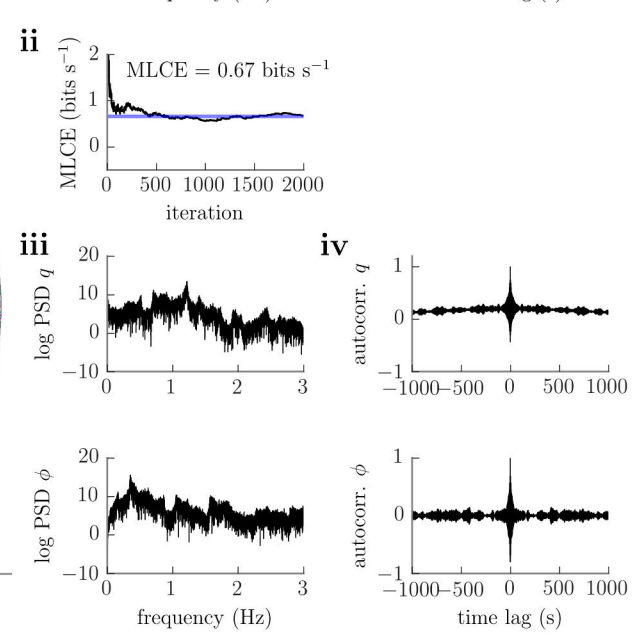 ii
MLCE = 0.67 bits s⁻¹
MLCE (bits s⁻¹)
2
1
0
0 500 1000 1500 2000
iteration
iii
log PSD q
20
10
0
−10
0 1 2 3
iv
autocorr. q
1
0
−1
−1000 −500 0 500 1000
log PSD ϕ
20
10
0
−10
0 1 2 3
frequency (Hz)
autocorr. ϕ
1
0
−1
−1000 −500 0 500 1000
time lag (s)